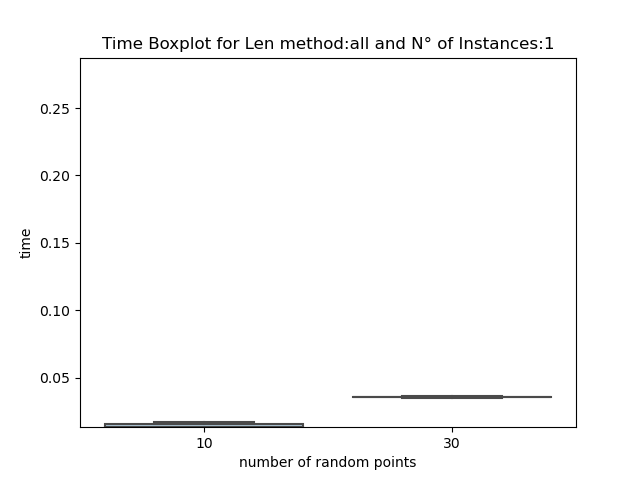 Time Boxplot for Len method:all and N° of Instances:1
0.25
0.20
0.15
0.10
0.05
time
10 30
number of random points